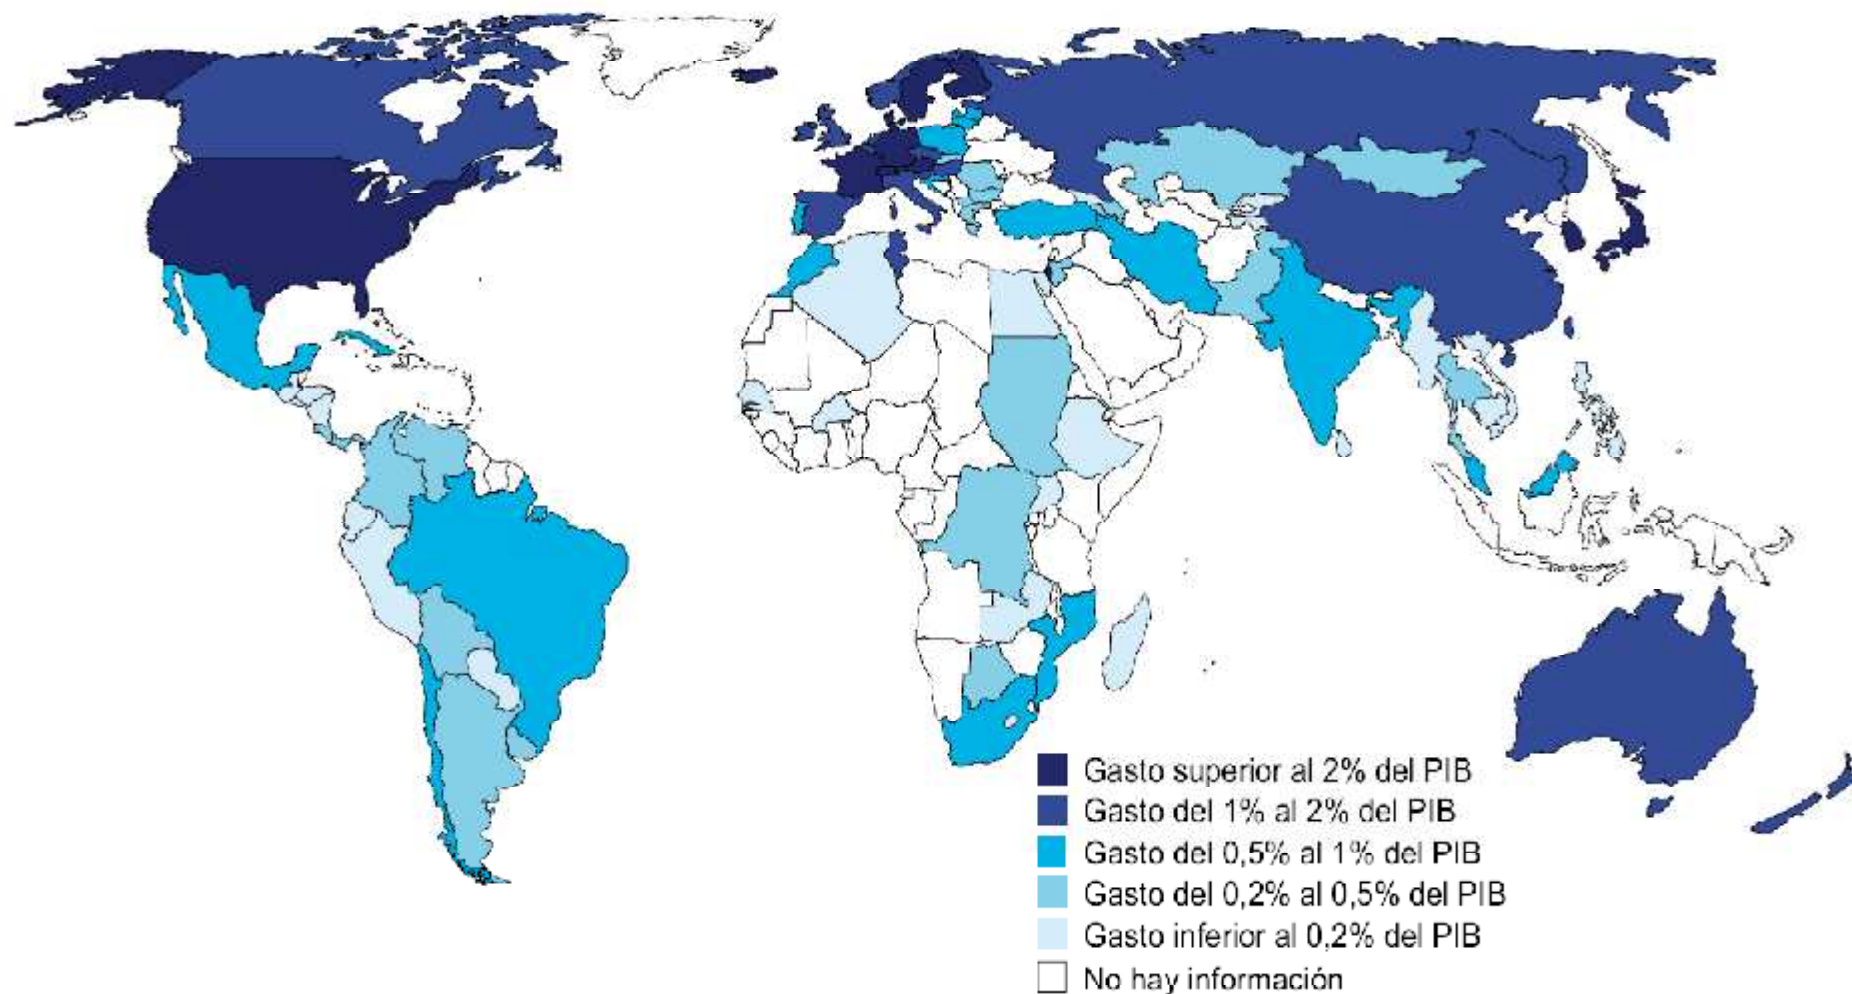 Gasto superior al 2% del PIB
Gasto del 1% al 2% del PIB
Gasto del 0,5% al 1% del PIB
Gasto del 0,2% al 0,5% del PIB
Gasto inferior al 0,2% del PIB
No hay información